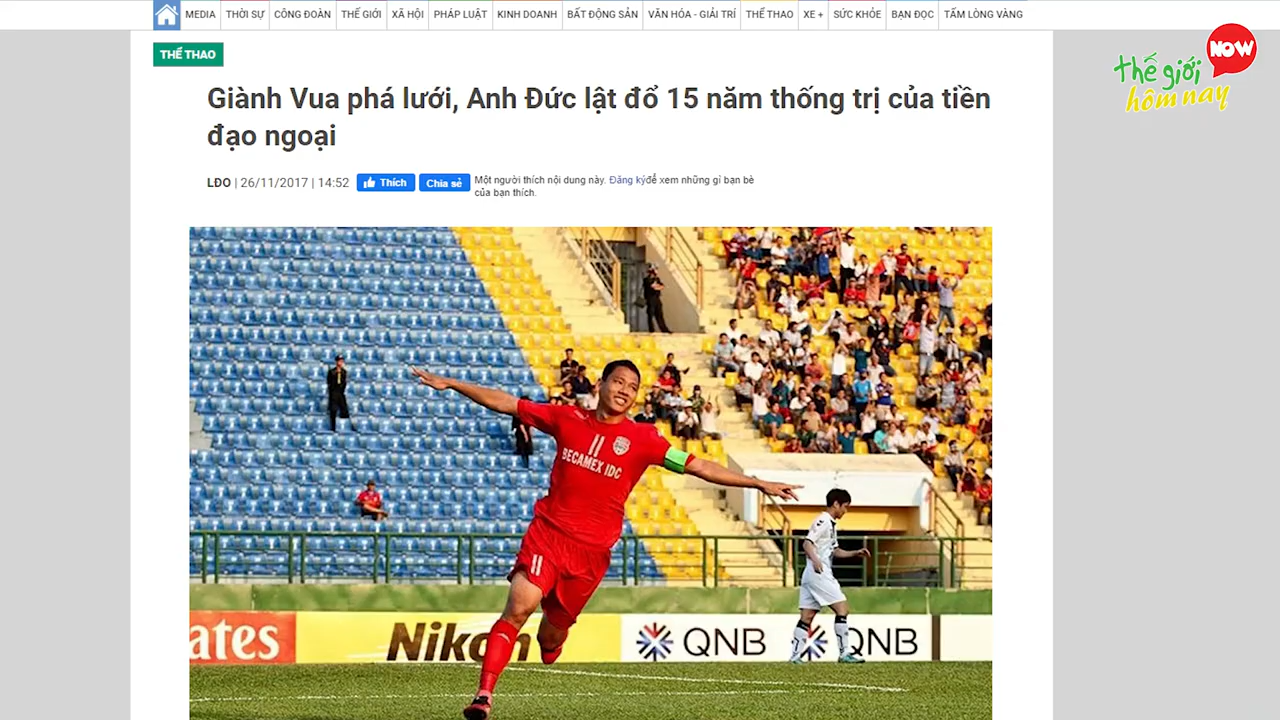 MEDIA THỜI SỰ CÔNG ĐOÀN THẾ GIỚI XÃ HỘI PHÁP LUẬT KINH DOANH BẤT ĐỘNG SẢN VĂN HÓA - GIẢI TRÍ THỂ THAO XE + SỨC KHỎE BẠN ĐỌC TẤM LÒNG VÀNG
NOW
thế giới
hôm nay
THỂ THAO
Giành Vua phá lưới, Anh Đức lật đổ 15 năm thống trị của tiền
đạo ngoại
LĐO | 26/11/2017 | 14:52 Thích Chia sẻ Một người thích nội dung này. Đăng kýđể xem những gì bạn bè
của bạn thích.
11
BECAMEX IDC
11
rates Nikon QNB QNB